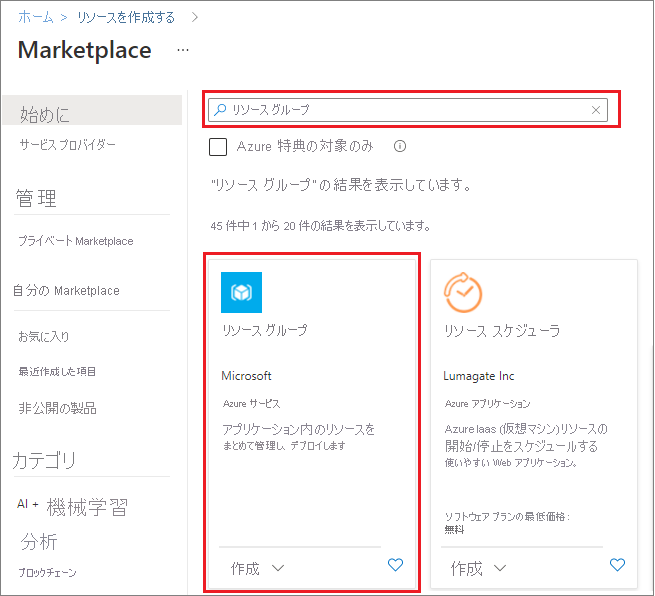 ホーム > リソースを作成する >
Marketplace ...
始めに
サービス プロバイダー
管理
プライベート Marketplace
自分の Marketplace
お気に入り
最近作成した項目
非公開の製品
カテゴリ
AI + 機械学習
分析
ブロックチェーン
リソース グループ
Azure 特典の対象のみ
"リソース グループ" の結果を表示しています。
45 件中 1 から 20 件の結果を表示しています。
リソース グループ
Microsoft
Azure サービス
アプリケーション内のリソースを
まとめて管理し、デプロイします
作成
リソース スケジューラ
Lumagate Inc
Azure アプリケーション
Azure Iaas (仮想マシン)リソースの
開始/停止をスケジュールする
使いやすい Web アプリケーション。
ソフトウェア プランの最低価格:
無料
作成